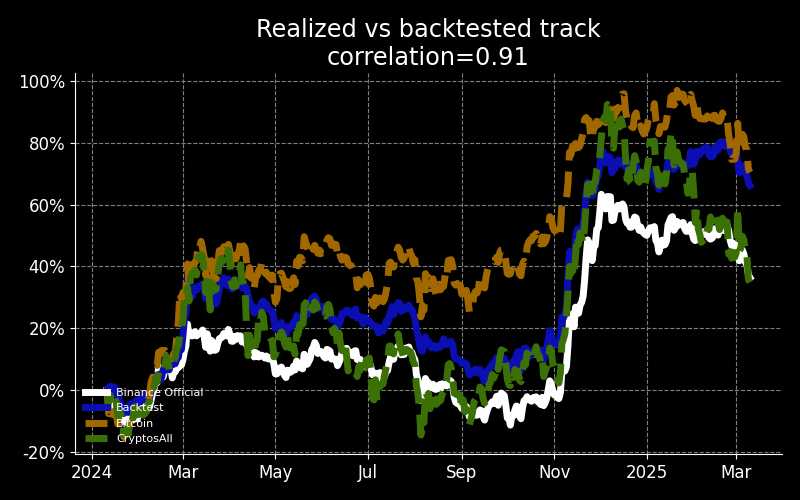 Realized vs backtested track
correlation=0.91
100%
80%
60%
40%
20%
0%
-20%
Binance Official
Backtest
Bitcoin
CryptosAll
2024 Mar May Jul Sep Nov 2025 Mar